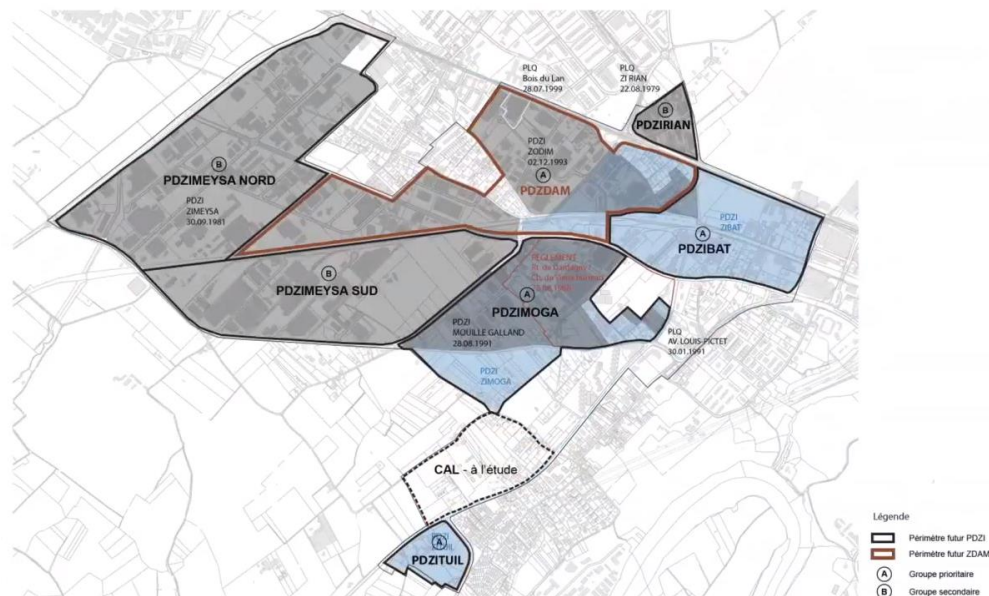 PLQ
Bois du Lan
28.07.1999
PLQ
ZI RIAN
22.08.1979
B
PDZIRIAN
PDZI
ZODIM
02.12.1993
A
PDZDAM
B
PDZIMEYSA NORD
PDZI
ZIMEYSA
30.09.1981
PDZI
ZIBAT
A
PDZIBAT
B
PDZIMEYSA SUD
REGLEMENT
A
PDZIMOGA
PDZI
MOUILLE GALLAND
28.08.1991
PLQ
AV. LOUIS-PICTET
30.01.1991
PDZI
ZIMOGA
CAL - à l'étude
A
PDZITUIL
Légende
Périmètre futur PDZI
Périmètre futur ZDAM
A Groupe prioritaire
B Groupe secondaire